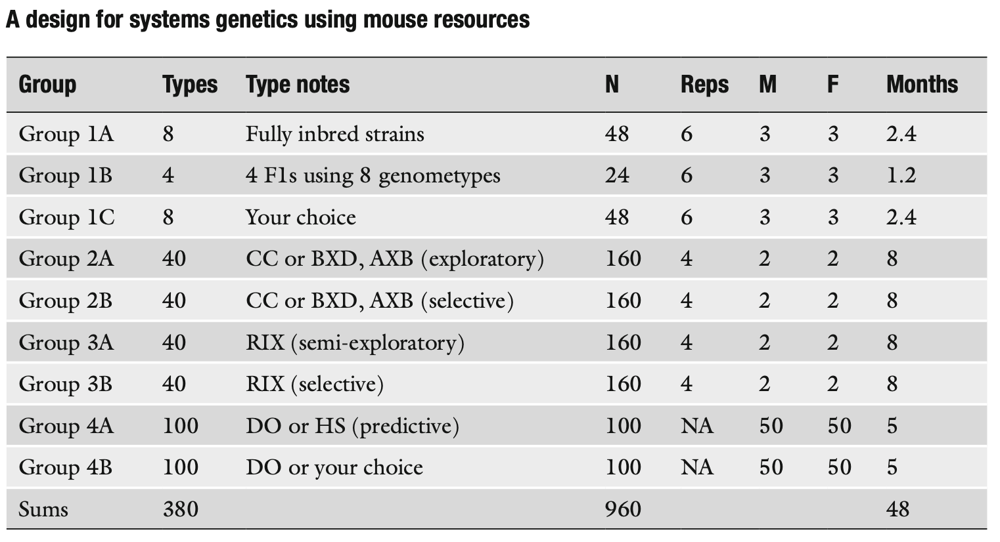 A design for systems genetics using mouse resources
Group Types Type notes N Reps M F Months
Group 1A 8 Fully inbred strains 48 6 3 3 2.4
Group 1B 4 4 F1s using 8 genometypes 24 6 3 3 1.2
Group 1C 8 Your choice 48 6 3 3 2.4
Group 2A 40 CC or BXD, AXB (exploratory) 160 4 2 2 8
Group 2B 40 CC or BXD, AXB (selective) 160 4 2 2 8
Group 3A 40 RIX (semi-exploratory) 160 4 2 2 8
Group 3B 40 RIX (selective) 160 4 2 2 8
Group 4A 100 DO or HS (predictive) 100 NA 50 50 5
Group 4B 100 DO or your choice 100 NA 50 50 5
Sums 380 960 48